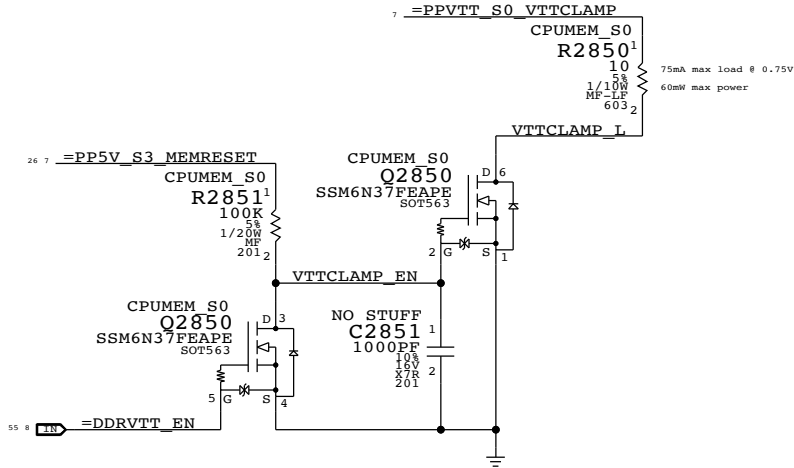 7 =PPVTT_S0_VTTCLAMP
CPUMEM_S0
R2850 1
10
5%
1/10W
MF-LF
603
2
75mA max load @ 0.75V
60mW max power
VTTCLAMP_L
26 7 =PP5V_S3_MEMRESET
CPUMEM_S0
R2851 1
100K
5%
1/20W
MF
201
2
CPUMEM_S0
Q2850
SSM6N37FEAPE
SOT563
D 6
2 G S 1
VTTCLAMP_EN
CPUMEM_S0
Q2850
SSM6N37FEAPE
SOT563
D 3
5 G S 4
NO STUFF
C2851
1000PF
10%
16V
X7R
201
1
2
55 8 IN =DDRVTT_EN